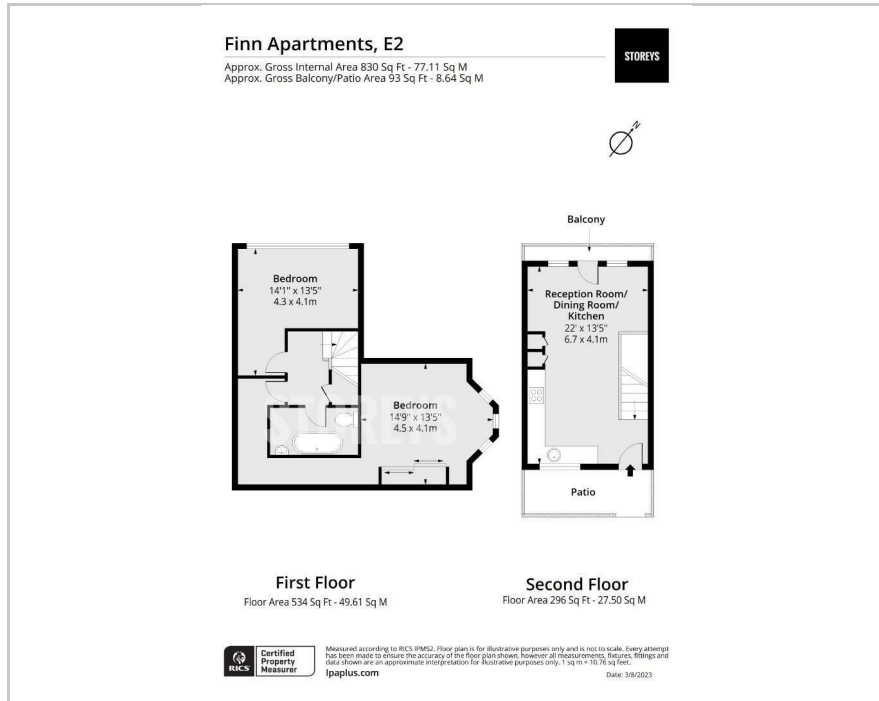 Finn Apartments, E2
Approx. Gross Internal Area 830 Sq Ft - 77.11 Sq M
Approx. Gross Balcony/Patio Area 93 Sq Ft - 8.64 Sq M
STOREYS
N
Balcony
Bedroom
14'1" x 13'5"
4.3 x 4.1m
Reception Room/
Dining Room/
Kitchen
22' x 13'5"
6.7 x 4.1m
Bedroom
14'9" x 13'5"
4.5 x 4.1m
STOREYS
Patio
First Floor
Floor Area 534 Sq Ft - 49.61 Sq M
Second Floor
Floor Area 296 Sq Ft - 27.50 Sq M
RICS
Certified
Property
Measurer
Measured according to RICS IPMS2. Floor plan is for illustrative purposes only and is not to scale. Every attempt
has been made to ensure the accuracy of the floor plan shown, however all measurements, fixtures, fittings and
data shown are an approximate interpretation for illustrative purposes only. 1 sq m = 10.76 sq feet.
lpaplus.com
Date: 3/8/2023